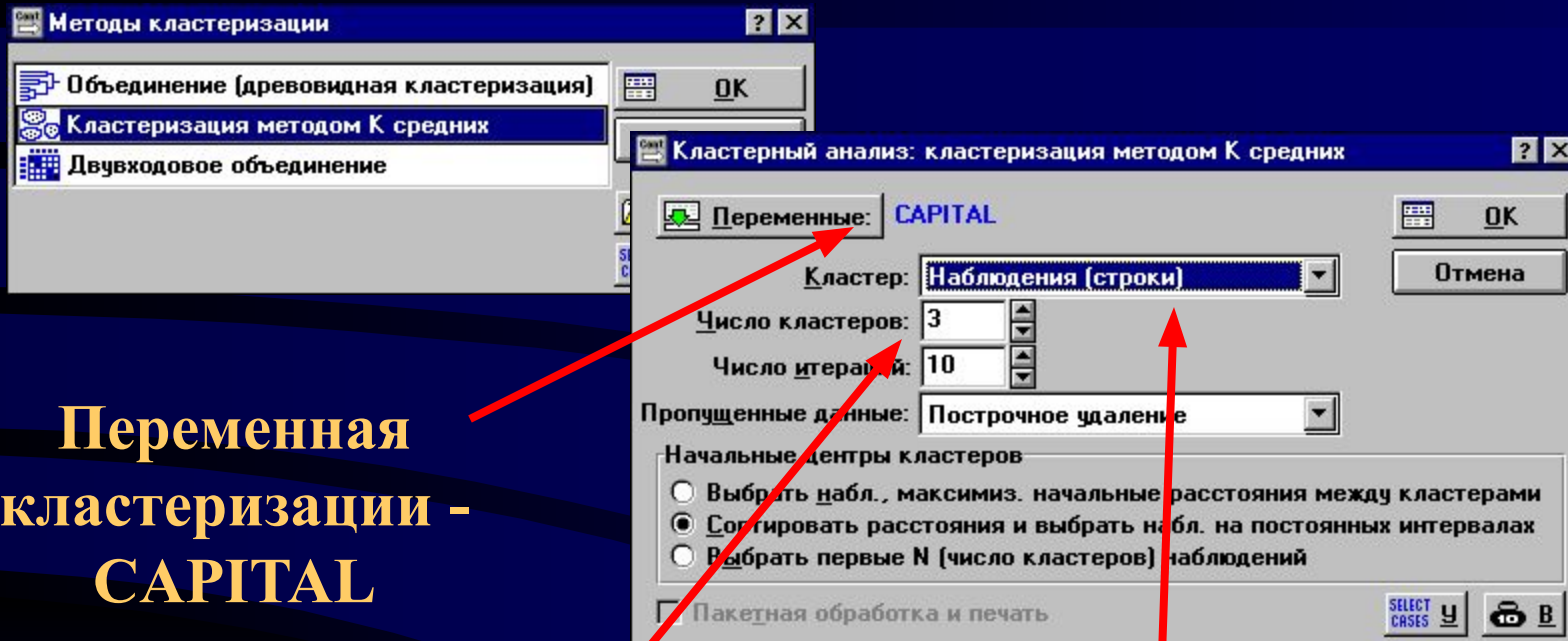 Методы кластеризации
Объединение (древовидная кластеризация)
OK
Кластеризация методом К средних
Двувходовое объединение
Кластерный анализ: кластеризация методом К средних
Переменные: CAPITAL
OK
Кластер: Наблюдения (строки)
Отмена
Число кластеров: 3
Число итераций: 10
Пропущенные данные: Построчное удаление
Начальные центры кластеров
Выбрать набл., максимиз. начальные расстояния между кластерами
Сортировать расстояния и выбрать набл. на постоянных интервалах
Выбрать первые N (число кластеров) наблюдений
Пакетная обработка и печать
SELECT CASES У
В
Переменная
кластеризации -
CAPITAL